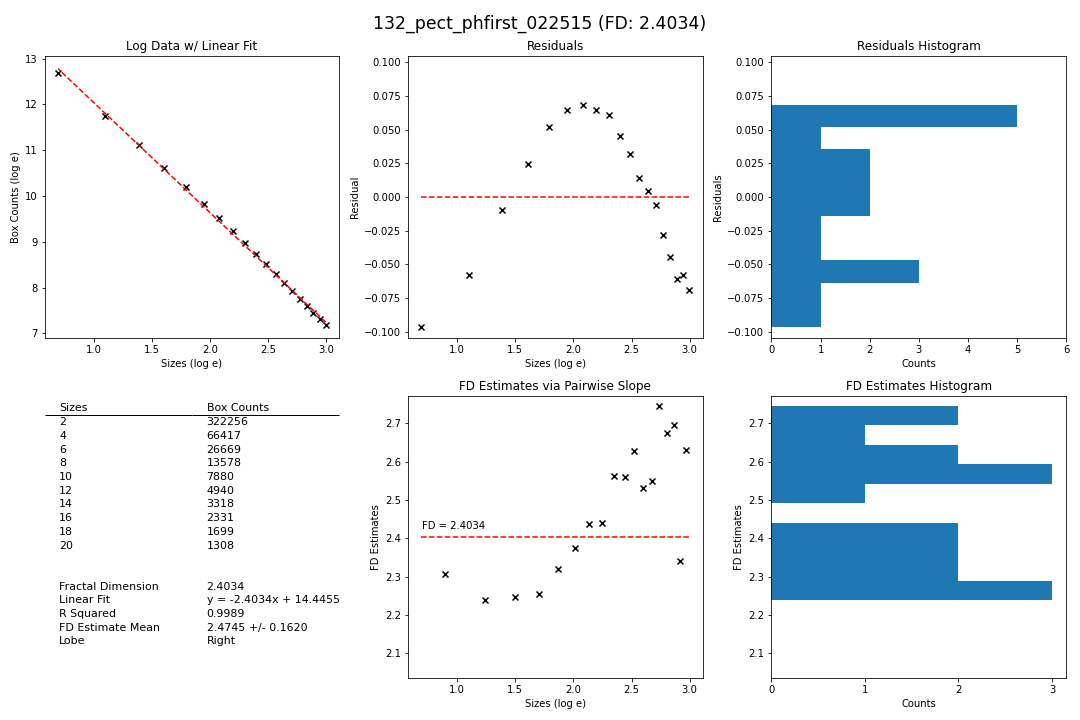 132_pect_phfirst_022515 (FD: 2.4034)
Log Data w/ Linear Fit
13
12
11
10
9
8
7
Box Counts (log e)
1.0 1.5 2.0 2.5 3.0
Sizes (log e)
Residuals
0.100
0.075
0.050
0.025
0.000
−0.025
−0.050
−0.075
−0.100
Residual
1.0 1.5 2.0 2.5 3.0
Sizes (log e)
Residuals Histogram
0.100
0.075
0.050
0.025
0.000
−0.025
−0.050
−0.075
−0.100
Residuals
0 1 2 3 4 5 6
Counts
Sizes Box Counts
2 322256
4 66417
6 26669
8 13578
10 7880
12 4940
14 3318
16 2331
18 1699
20 1308
Fractal Dimension 2.4034
Linear Fit y = -2.4034x + 14.4455
R Squared 0.9989
FD Estimate Mean 2.4745 +/- 0.1620
Lobe Right
FD Estimates via Pairwise Slope
2.7
2.6
2.5
2.4
2.3
2.2
2.1
FD Estimates
FD = 2.4034
1.0 1.5 2.0 2.5 3.0
Sizes (log e)
FD Estimates Histogram
2.7
2.6
2.5
2.4
2.3
2.2
2.1
FD Estimates
0 1 2 3
Counts